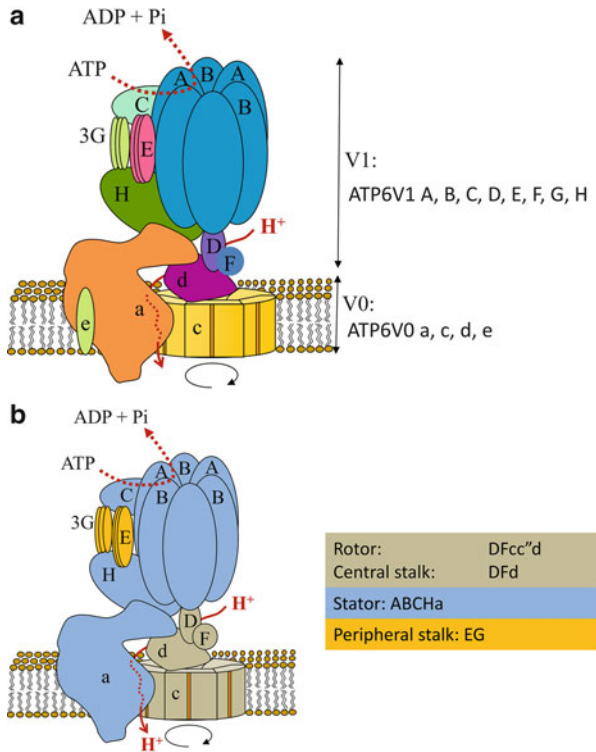 a
ADP + Pi
ATP
A
B
A
B
C
3G
E
H
V1:
ATP6V1 A, B, C, D, E, F, G, H
H⁺
D
F
d
a
e
c
V0:
ATP6V0 a, c, d, e
b
ADP + Pi
ATP
A
B
A
B
B
C
3G
E
H
H⁺
D
F
d
a
c
H⁺
Rotor: DFcc”d
Central stalk: DFd
Stator: ABCHa
Peripheral stalk: EG